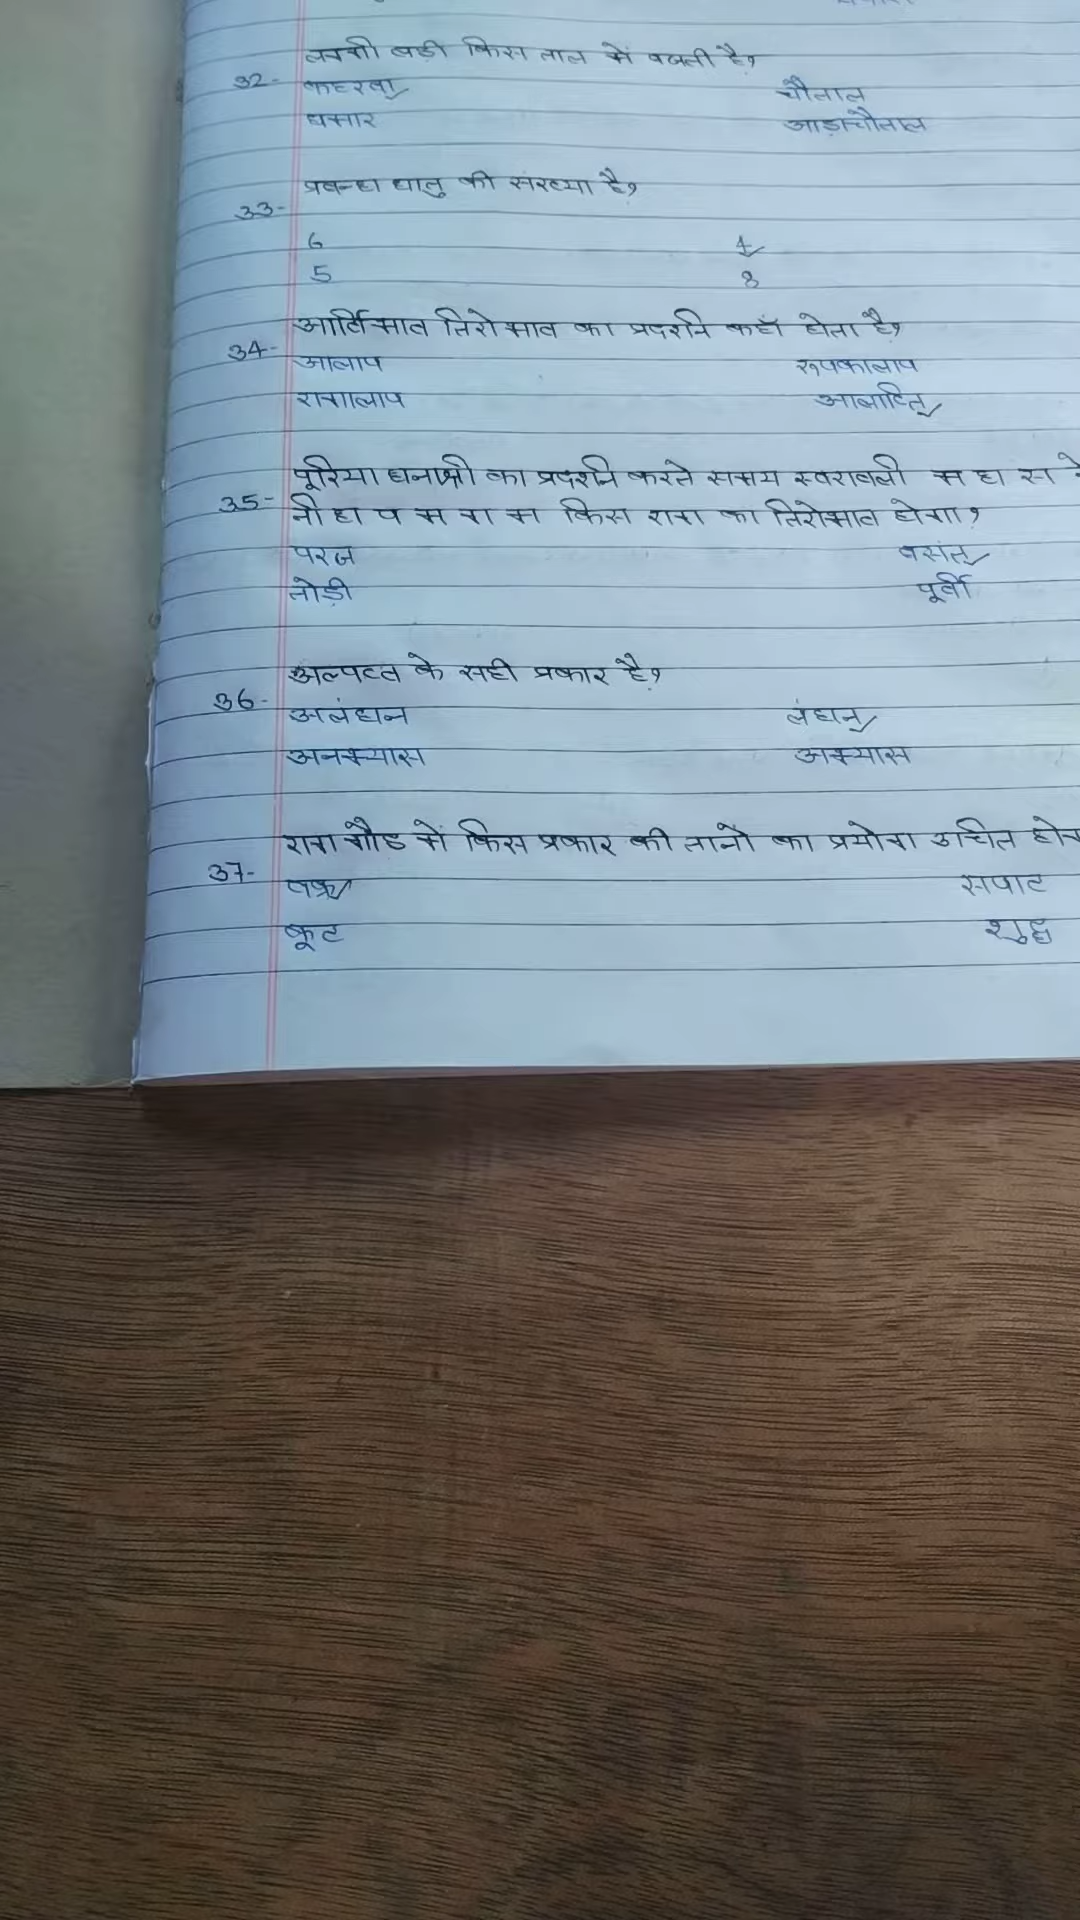 लग्गी लड़ी किस ताल में बजती है?
32- कहरवा✓ चौताल
धमार आड़ाचौताल
प्रबन्ध धातु की संख्या है?
33-
6 4✓
5 8
आर्विभाव तिरोभाव का प्रदर्शन कहाँ होता है?
34- आलाप रूपकालाप
रागालाप आलप्ति✓
पूरिया धनाश्री का प्रदर्शन करते समय स्वरावली म ध सा रे
35- नी ध प म ग म किस राग का तिरोभाव होगा?
परज बसंत✓
तोड़ी पूर्वी
अल्पत्व के सही प्रकार है?
36- अलंघन लंघन✓
अनभ्यास अभ्यास
राग गौड में किस प्रकार की तानों का प्रयोग उचित
37- वक्र✓ सपाट
कूट शुद्ध